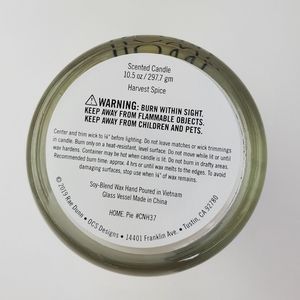 Scented Candle
10.5 oz / 297.7 gm
Harvest Spice
⚠WARNING: BURN WITHIN SIGHT.
KEEP AWAY FROM FLAMMABLE OBJECTS.
KEEP AWAY FROM CHILDREN AND PETS.
Center and trim wick to ¼" before lighting. Do not leave matches or wick trimmings
in candle. Burn only on a heat-resistant, level surface. Do not move while lit or until
wax hardens. Container may be hot when candle is lit. Do not burn in drafty areas.
Recommended burn time: approx. 4 hrs or until wax melts to the edges. To avoid
damaging surfaces, stop use when ¼" of wax remains.
Soy-Blend Wax Hand Poured in Vietnam
Glass Vessel Made in China
HOME: Pie #CNH37
© 2019 Rae Dunn • DCS Designs • 14401 Franklin Ave. • Tustin, CA 92780